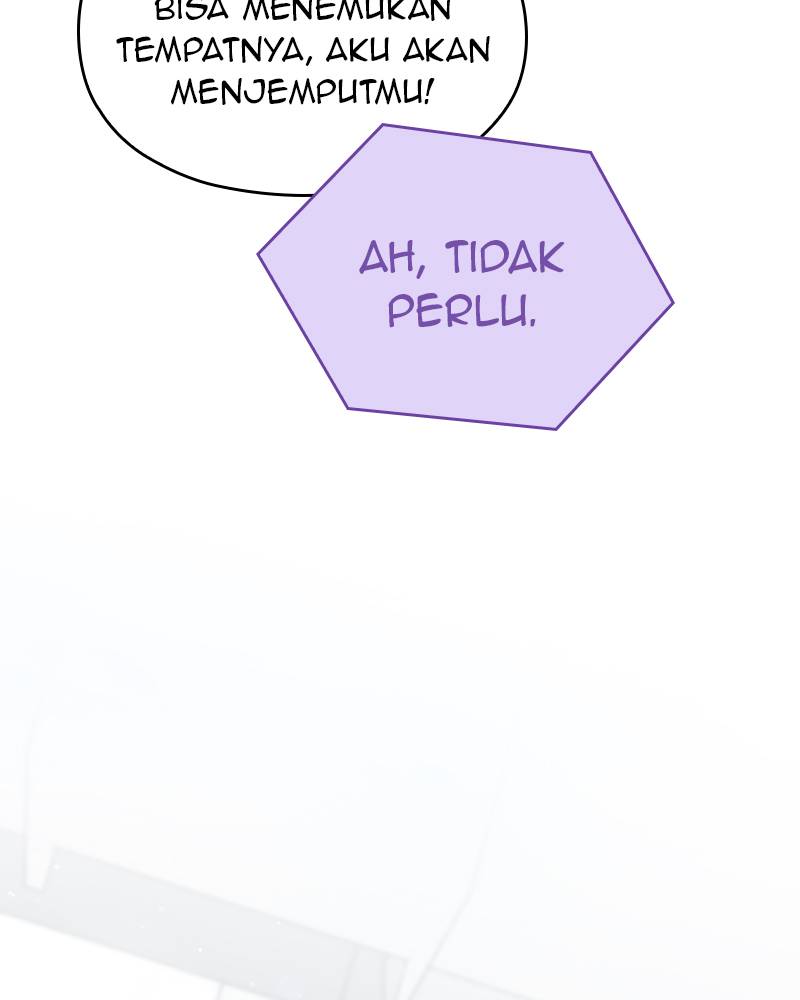 BISA MENEMUKAN
TEMPATNYA, AKU AKAN
MENJEMPUTMU!
AH, TIDAK
PERLU.